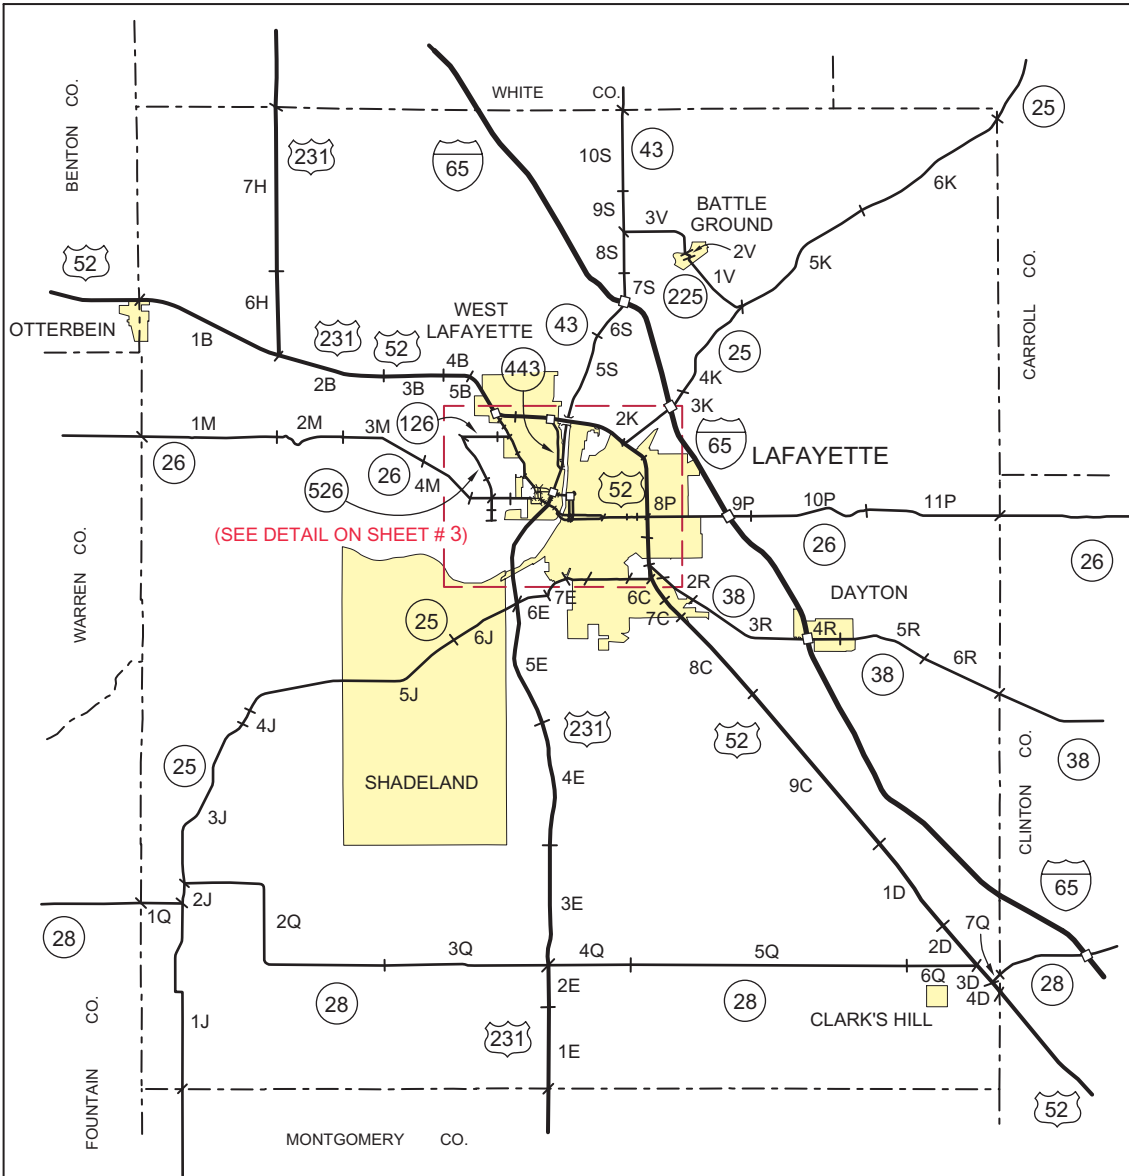 WHITE CO.
BENTON CO.
231
65
43
25
10S
7H
6K
BATTLE
GROUND
9S
3V
8S
2V
5K
1V
52
7S
225
6H
WEST
LAFAYETTE
43
6S
OTTERBEIN
1B
231
52
CARROLL CO.
25
4B
443
5S
2B
3B
5B
4K
3K
1M
2M
3M
126
2K
65
LAFAYETTE
26
26
4M
526
52
8P
9P
10P
11P
(SEE DETAIL ON SHEET # 3)
26
26
WARREN CO.
2R
DAYTON
7E
6C
38
25
6E
7C
3R
4R
5R
6J
6R
5E
8C
38
5J
4J
231
52
CLINTON CO.
38
25
SHADELAND
4E
9C
3J
1D
65
2J
1Q
3E
28
2Q
7Q
2D
3Q
4Q
5Q
6Q
3D
28
2E
4D
28
28
CLARK'S HILL
1J
FOUNTAIN CO.
231
1E
52
MONTGOMERY CO.